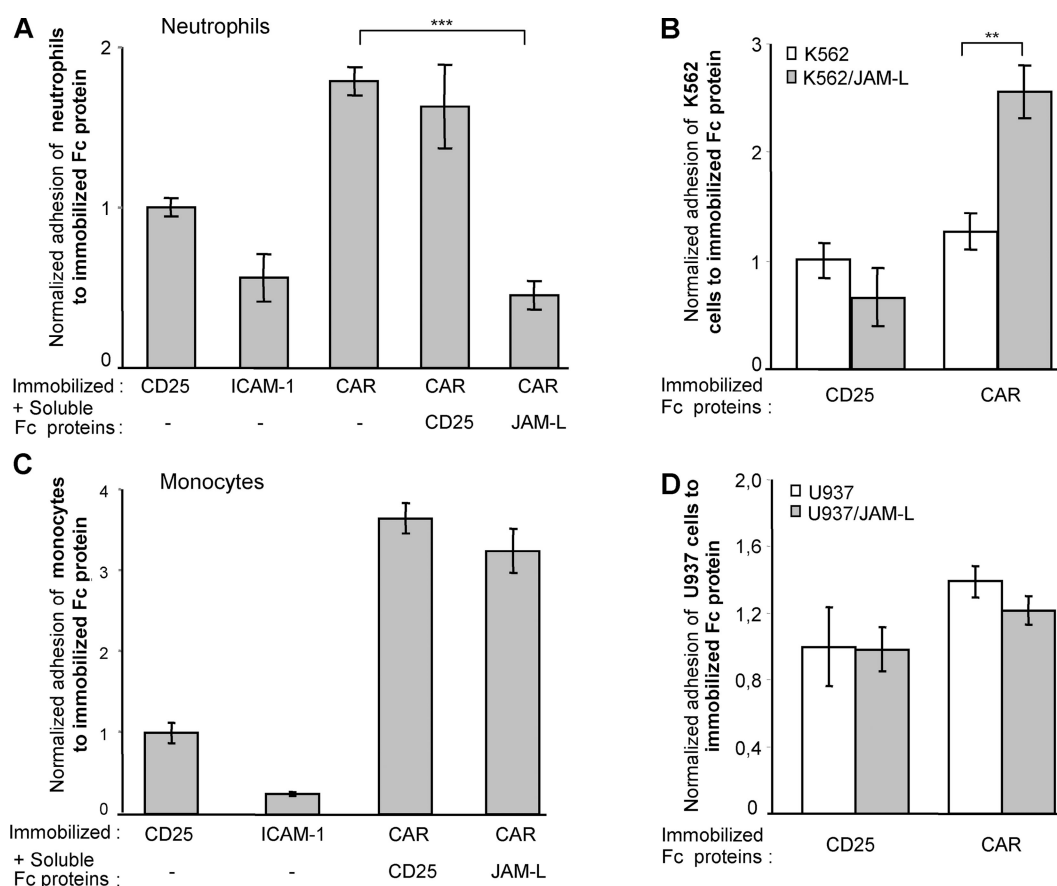 A
Neutrophils
***
Normalized adhesion of neutrophils
to immobilized Fc protein
2
1
0
Immobilized : CD25 ICAM-1 CAR CAR CAR
+ Soluble
Fc proteins : - - - CD25 JAM-L
B
K562
K562/JAM-L
**
Normalized adhesion of K562
cells to immobilized Fc protein
3
2
1
0
Immobilized
Fc proteins : CD25 CAR
C
Monocytes
Normalized adhesion of monocytes
to immobilized Fc protein
4
3
2
1
0
Immobilized : CD25 ICAM-1 CAR CAR
+ Soluble
Fc proteins : - - CD25 JAM-L
D
U937
U937/JAM-L
Normalized adhesion of U937 cells to
immobilized Fc protein
2,0
1,6
1,2
0,8
0,4
0
Immobilized
Fc proteins : CD25 CAR